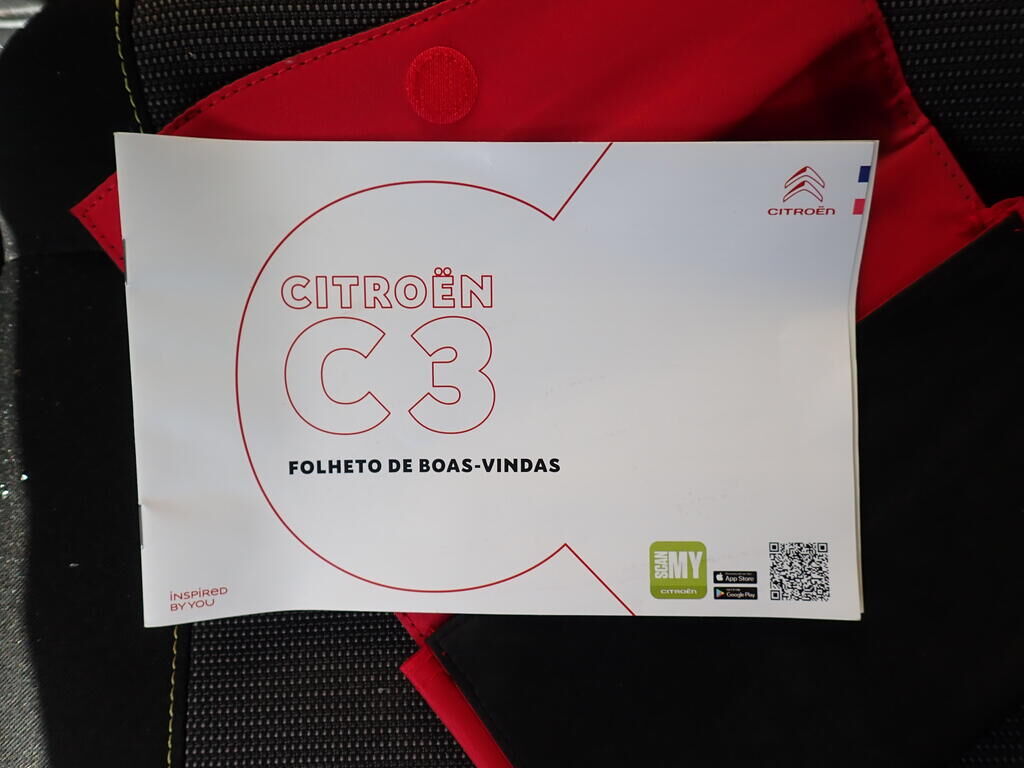 CITROËN
CITROËN
C3
FOLHETO DE BOAS-VINDAS
INSPIRED
BY YOU
SCAN
MY
CITROËN
App Store
Google Play